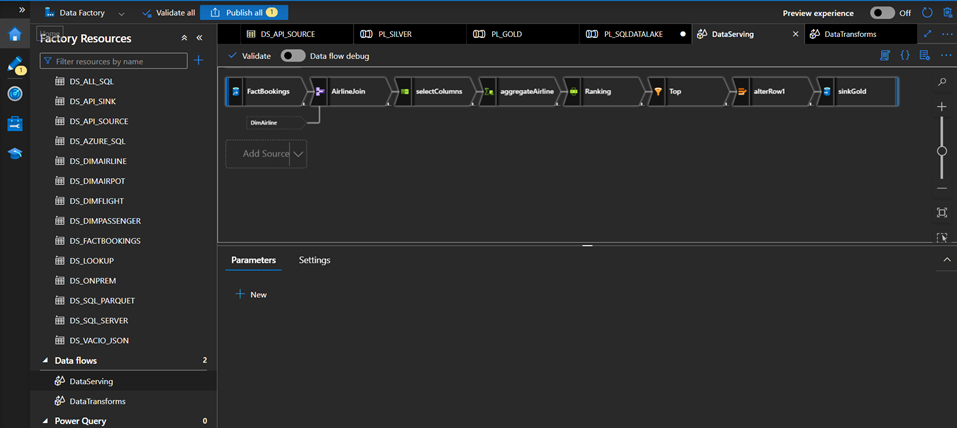 Data Factory
Validate all
Publish all 1
Preview experience
Off
Home
1
Factory Resources
Filter resources by name
DS_ALL_SQL
DS_API_SINK
DS_API_SOURCE
DS_AZURE_SQL
DS_DIMAIRLINE
DS_DIMAIRPOT
DS_DIMFLIGHT
DS_DIMPASSENGER
DS_FACTBOOKINGS
DS_LOOKUP
DS_ONPREM
DS_SQL_PARQUET
DS_SQL_SERVER
DS_VACIO_JSON
Data flows 2
DataServing
DataTransforms
Power Query 0
DS_API_SOURCE
PL_SILVER
PL_GOLD
PL_SQLDATALAKE
DataServing
DataTransforms
Validate
Data flow debug
FactBookings
AirlineJoin
selectColumns
aggregateAirline
Ranking
Top
alterRow1
sinkGold
DimAirline
Add Source
Parameters
Settings
New